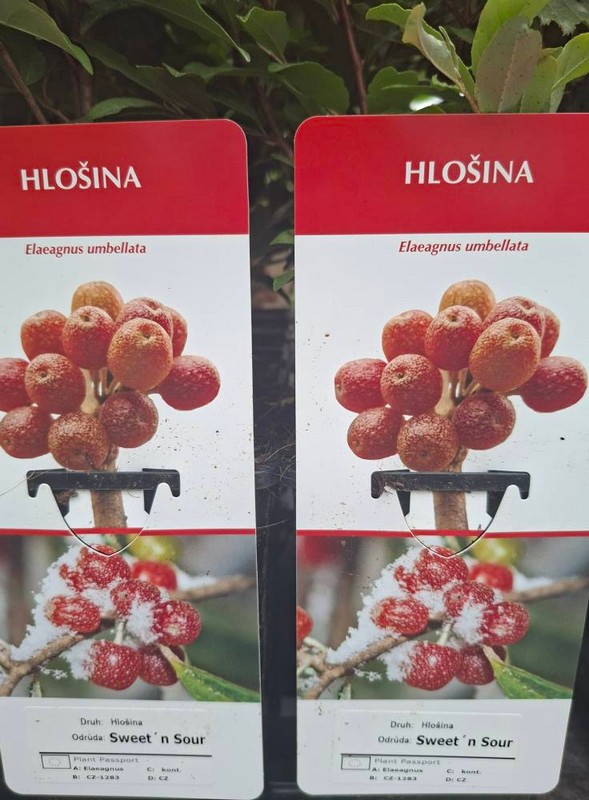 HLOŠINA
Elaeagnus umbellata
Druh: Hlošina
Odrůda: Sweet´n Sour
Plant Passport
A: Elaeagnus C: kont.
B: CZ-1283 D: CZ
HLOŠINA
Elaeagnus umbellata
Druh: Hlošina
Odrůda: Sweet´n Sour
Plant Passport
A: Elaeagnus C: kont.
B: CZ-1283 D: CZ